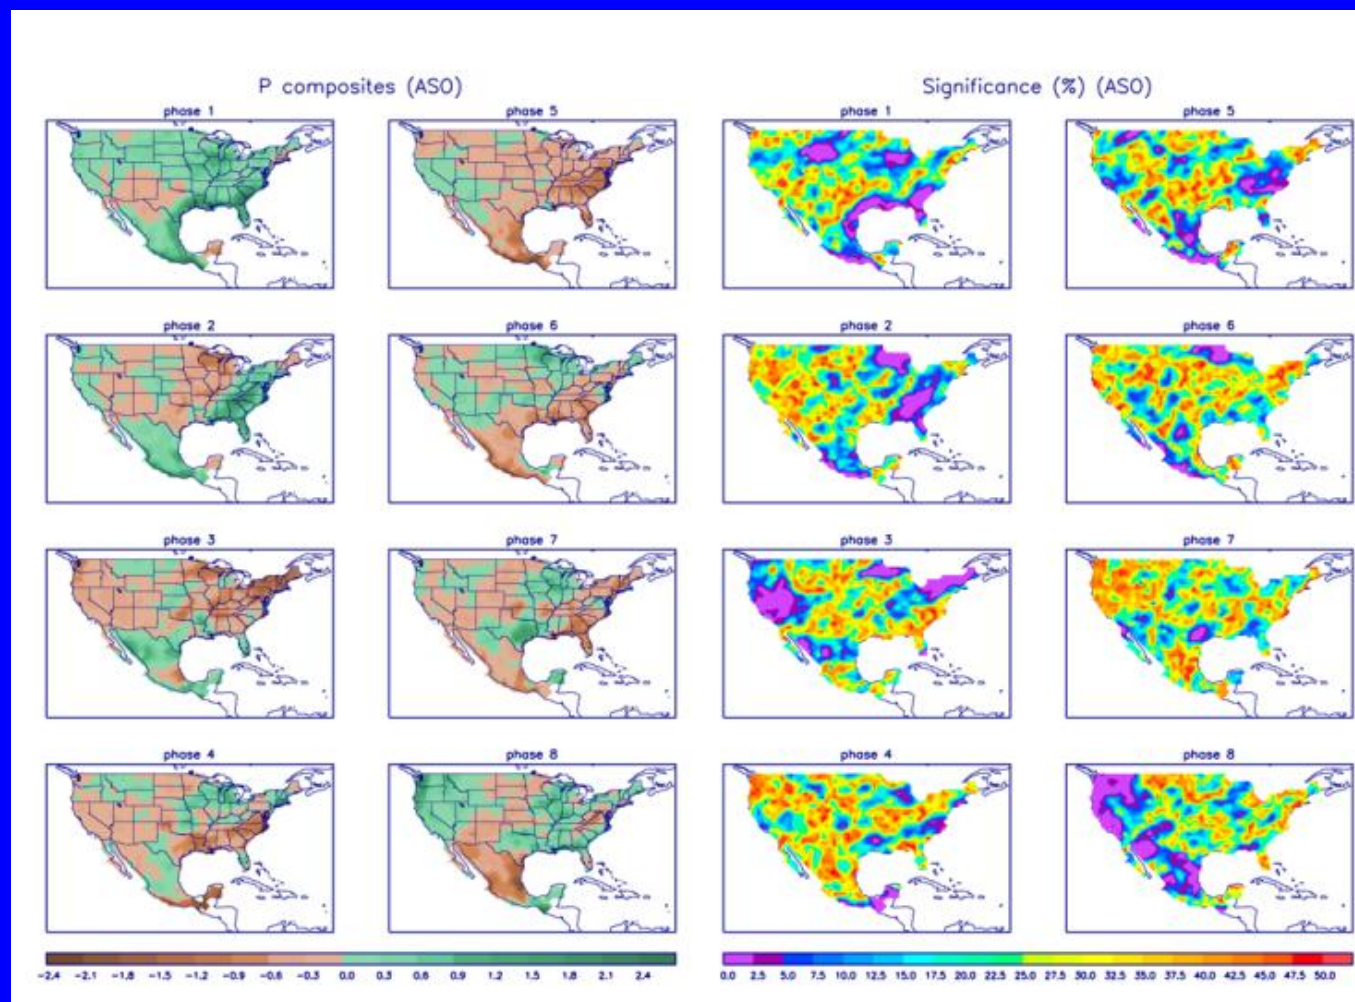 P composites (ASO) Significance (%) (ASO)
phase 1 phase 5 phase 1 phase 5
phase 2 phase 6 phase 2 phase 6
phase 3 phase 7 phase 3 phase 7
phase 4 phase 8 phase 4 phase 8
-2.4 -2.1 -1.8 -1.5 -1.2 -0.9 -0.6 -0.3 0.0 0.3 0.6 0.9 1.2 1.5 1.8 2.1 2.4 0.0 2.5 5.0 7.5 10.0 12.5 15.0 17.5 20.0 22.5 25.0 27.5 30.0 32.5 35.0 37.5 40.0 42.5 45.0 47.5 50.0